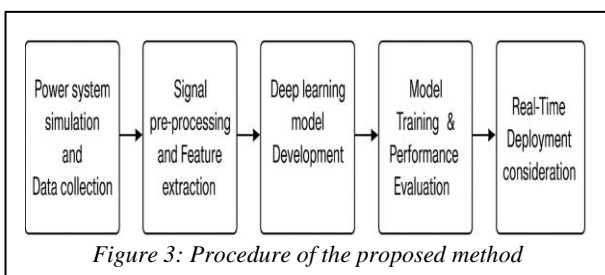 Power system
simulation
and
Data collection
Signal
pre-processing
and Feature
extraction
Deep learning
model
Development
Model
Training &
Performance
Evaluation
Real-Time
Deployment
consideration
Figure 3: Procedure of the proposed method